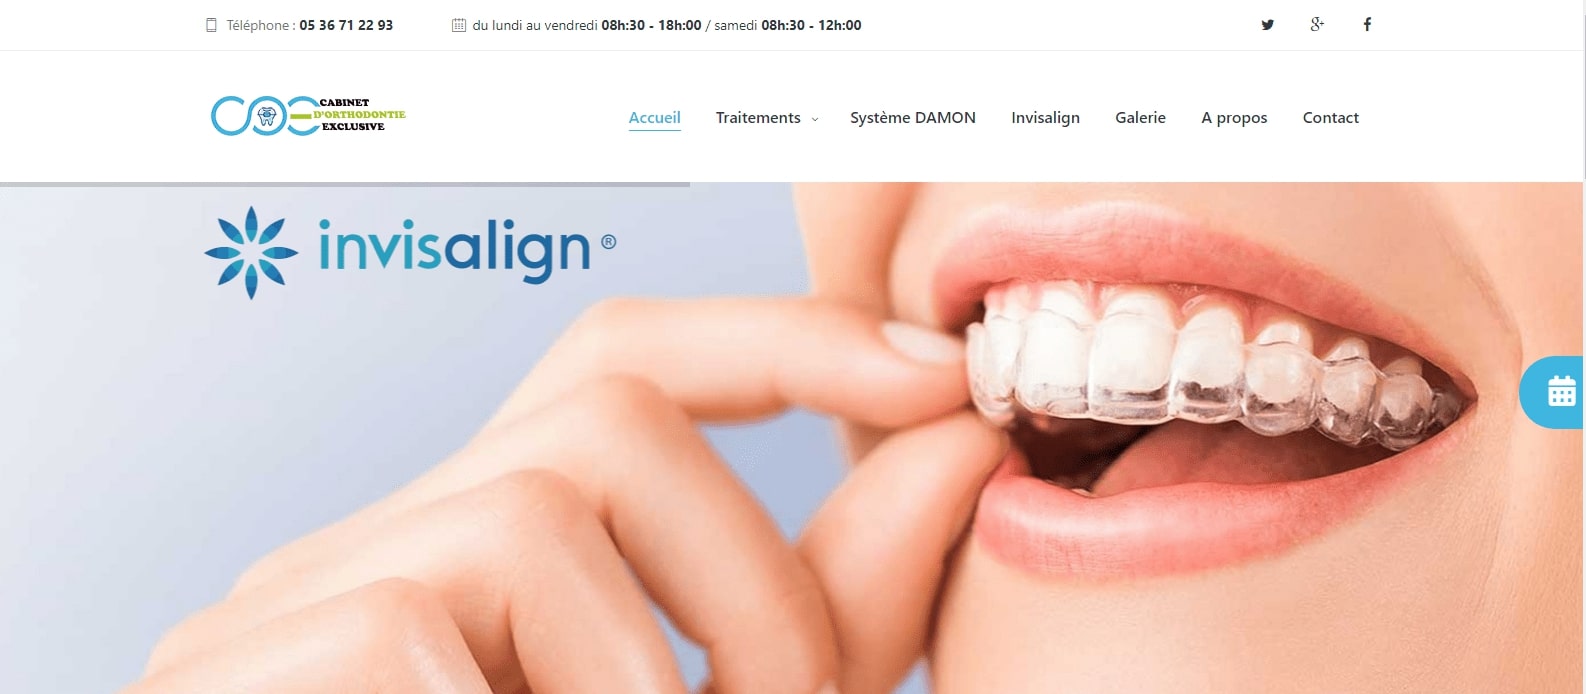 Téléphone : 05 36 71 22 93
du lundi au vendredi 08h:30 - 18h:00 / samedi 08h:30 - 12h:00
CABINET
D'ORTHODONTIE
EXCLUSIVE
Accueil
Traitements
Système DAMON
Invisalign
Galerie
A propos
Contact
invisalign ®